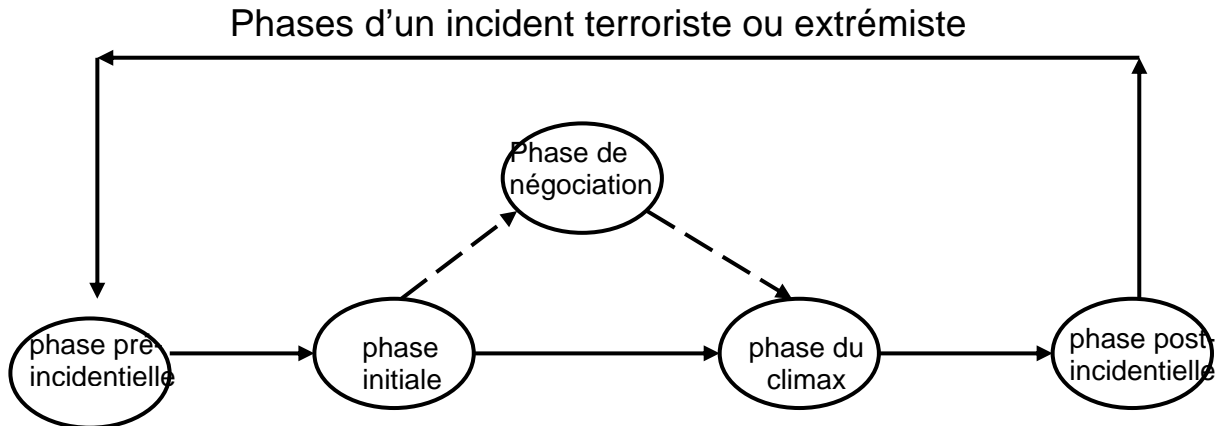 Phases d’un incident terroriste ou extrémiste
Phase de
négociation
phase pré-
incidentielle
phase
initiale
phase du
climax
phase post-
incidentielle